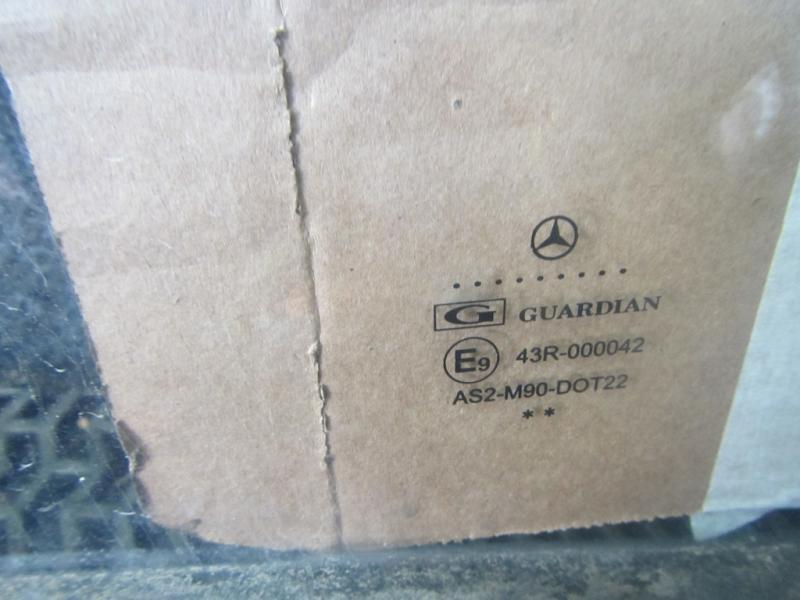 G GUARDIAN
E9 43R-000042
AS2-M90-DOT22
**